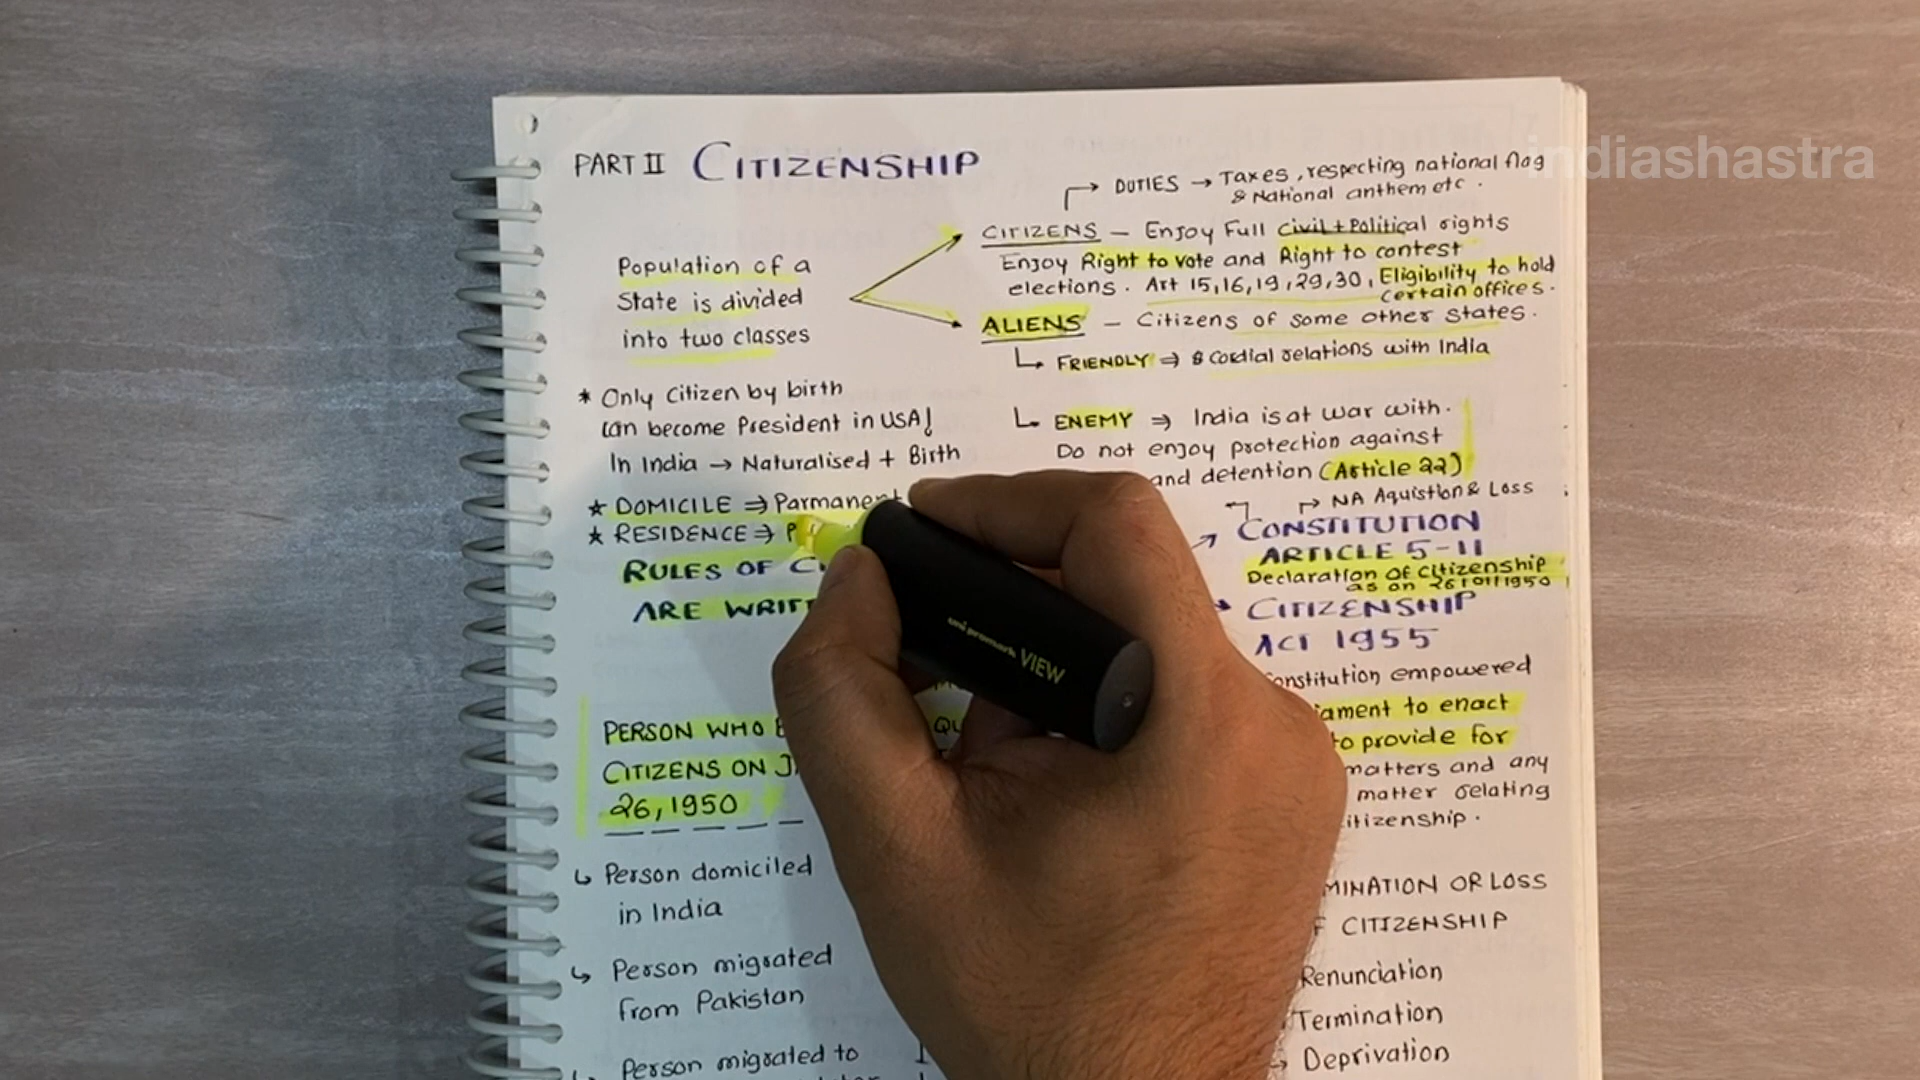 indiashastra
PART II CITIZENSHIP
DUTIES → Taxes, respecting national flag
& National anthem etc.
Population of a
State is divided
into two classes
CITIZENS — Enjoy Full civil + Political rights
Enjoy Right to vote and Right to contest
elections. Art 15,16,19,29,30, Eligibility to hold
certain offices.
ALIENS — Citizens of some other states.
↳ FRIENDLY ⇒ Cordial relations with India
↳ ENEMY ⇒ India is at war with.
Do not enjoy protection against
and detention (Article 22)
* Only citizen by birth
can become President in USA!
In India → Naturalised + Birth
★ DOMICILE ⇒ Parmanent
★ RESIDENCE ⇒
RULES OF
ARE
→ NA Aquistion & Loss
CONSTITUTION
ARTICLE 5-11
Declaration of citizenship
as on 26/01/1950
CITIZENSHIP
ACT 1955
empowered
to enact
to provide for
matters and any
matter relating
PERSON WHO
CITIZENS ON
26, 1950
↳ Person domiciled
in India
↳ Person migrated
from Pakistan
Person migrated to
OR LOSS
CITIZENSHIP
Renunciation
Termination
→ Deprivation
uni promark VIEW